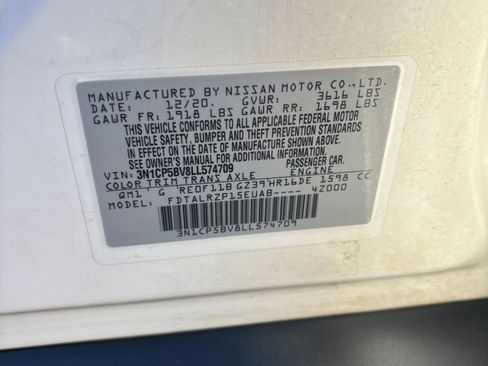 MANUFACTURED BY NISSAN MOTOR CO., LTD.
DATE: 12/20. GVWR: 3616 LBS
GAWR FR: 1918 LBS GAWR RR: 1698 LBS
THIS VEHICLE CONFORMS TO ALL APPLICABLE FEDERAL MOTOR
VEHICLE SAFETY, BUMPER AND THEFT PREVENTION STANDARDS
IN EFFECT ON THE DATE OF MANUFACTURE SHOWN ABOVE.
SEE OWNER'S MANUAL FOR ADDITIONAL INFORMATION.
VIN: 3N1CP5BV8LL574709 PASSENGER CAR.
COLOR TRIM TRANS AXLE ENGINE
QM1 G RE0F11B GZ39 HR16DE 1598 CC
MODEL: FDTALRZP15EUAB---- 4Z000
3N1CP5BV8LL574709